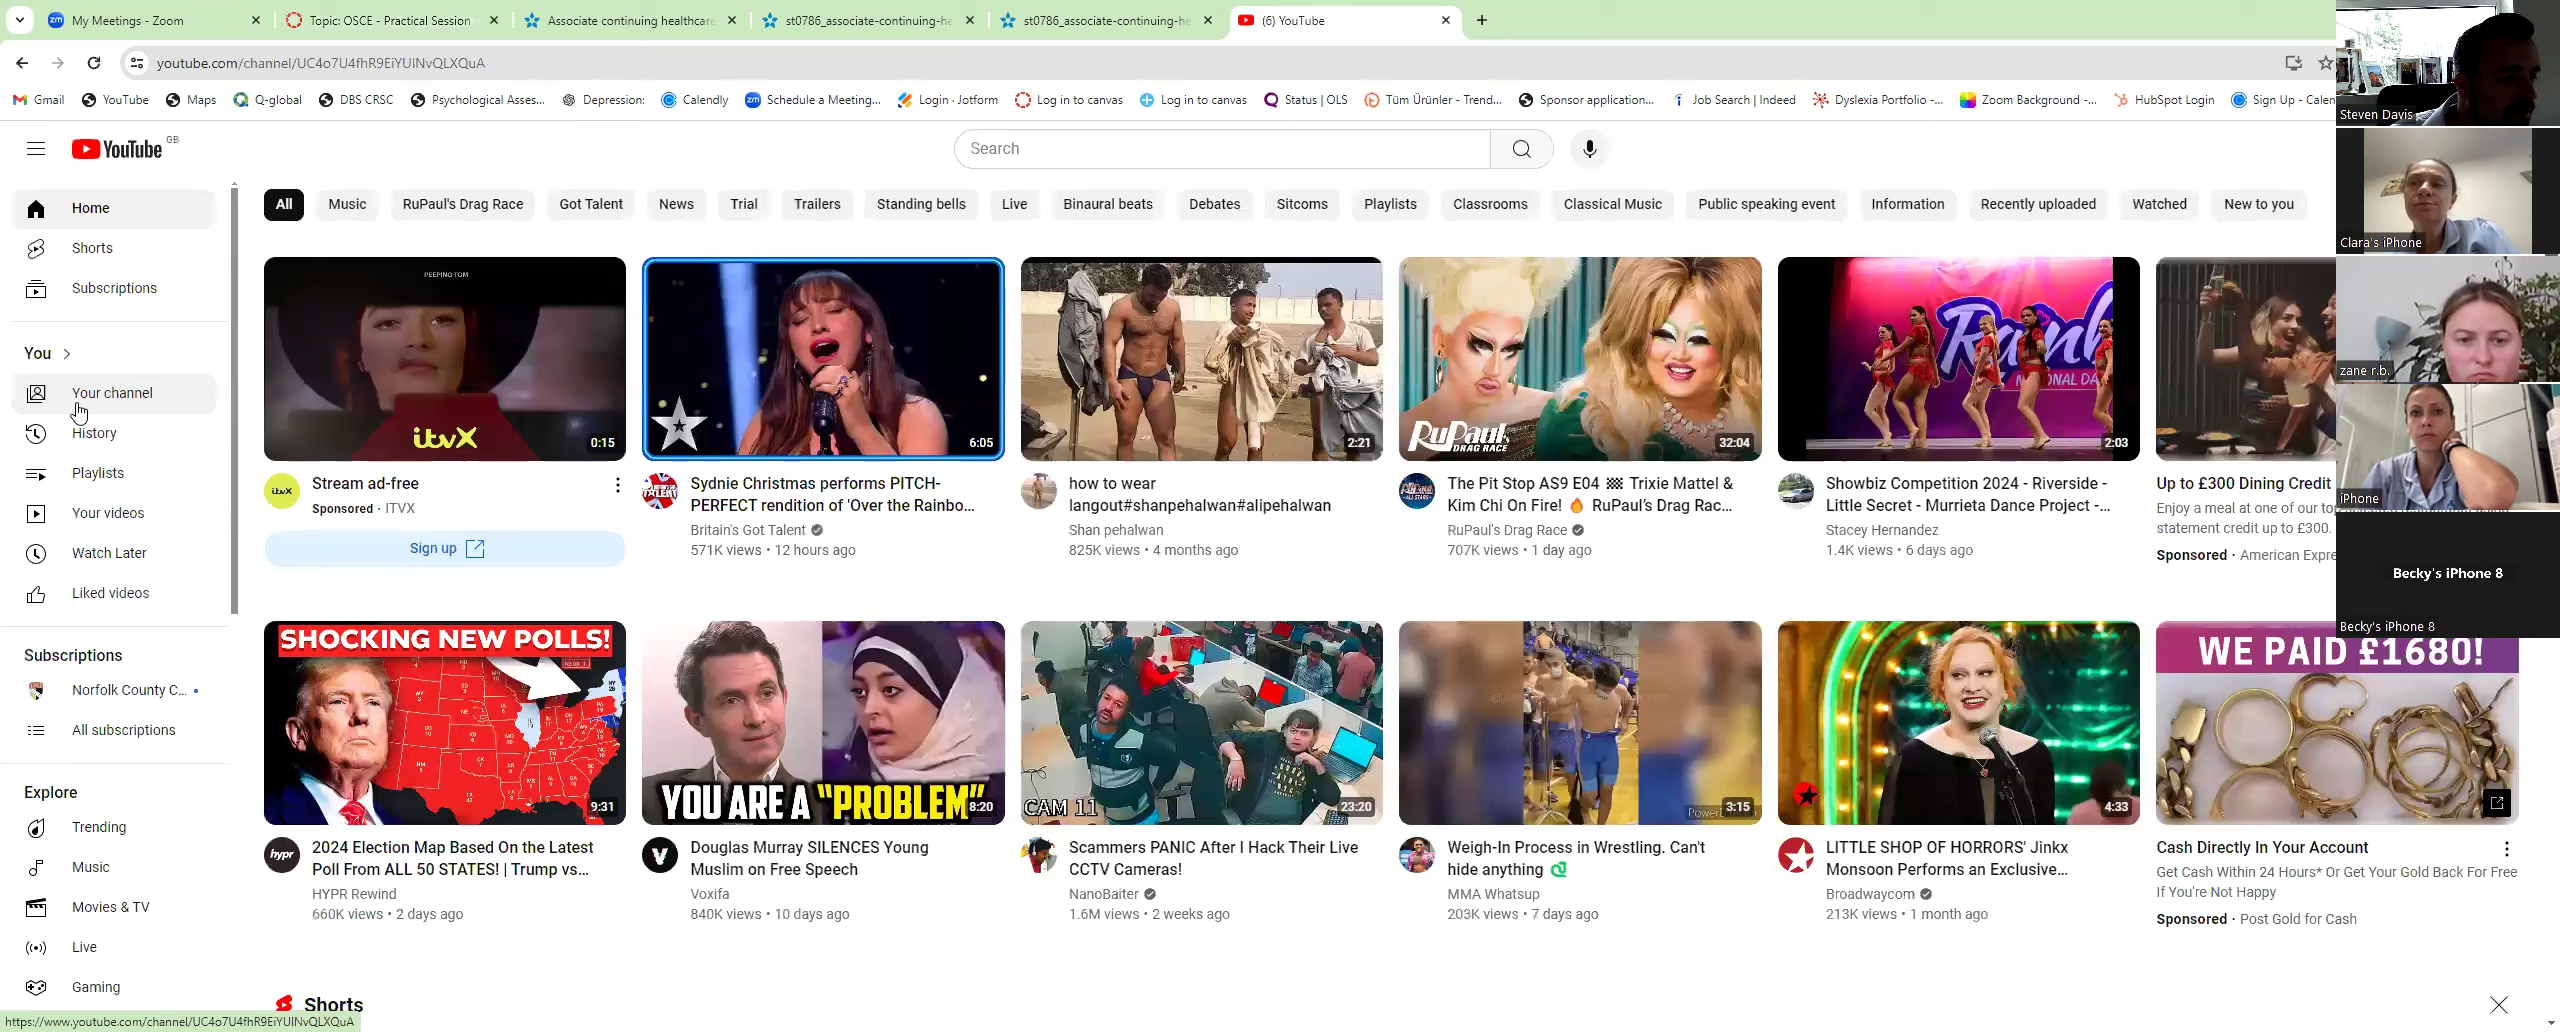 My Meetings - Zoom
Topic: OSCE - Practical Session
Associate continuing healthcare
st0786_associate-continuing-he
st0786_associate-continuing-he
(6) YouTube
youtube.com/channel/UC4o7U4fhR9EiYUINvQLXQuA
Gmail
YouTube
Maps
Q-global
DBS CRSC
Psychological Asses...
Depression:
Calendly
Schedule a Meeting...
Login · Jotform
Log in to canvas
Log in to canvas
Status | OLS
Tüm Ürünler - Trend...
Sponsor application...
Job Search | Indeed
Dyslexia Portfolio -...
Zoom Background -...
HubSpot Login
Sign Up - Calen
YouTube GB
Search
Home
Shorts
Subscriptions
You
Your channel
History
Playlists
Your videos
Watch Later
Liked videos
Subscriptions
Norfolk County C...
All subscriptions
Explore
Trending
Music
Movies & TV
Live
Gaming
All
Music
RuPaul's Drag Race
Got Talent
News
Trial
Trailers
Standing bells
Live
Binaural beats
Debates
Sitcoms
Playlists
Classrooms
Classical Music
Public speaking event
Information
Recently uploaded
Watched
New to you
PEEPING TOM
itvX
0:15
Stream ad-free
Sponsored · ITVX
Sign up
6:05
Sydnie Christmas performs PITCH-
PERFECT rendition of 'Over the Rainbo...
Britain's Got Talent
571K views • 12 hours ago
2:21
how to wear
langout#shanpehalwan#alipehalwan
Shan pehalwan
825K views • 4 months ago
RuPaul's
DRAG RACE
32:04
The Pit Stop AS9 E04 🏁 Trixie Mattel &
Kim Chi On Fire! 🔥 RuPaul's Drag Rac...
RuPaul's Drag Race
707K views • 1 day ago
2:03
Showbiz Competition 2024 - Riverside -
Little Secret - Murrieta Dance Project -...
Stacey Hernandez
1.4K views • 6 days ago
Up to £300 Dining Credit
Enjoy a meal at one of our to
statement credit up to £300.
Sponsored · American Expre
SHOCKING NEW POLLS!
9:31
hypr
2024 Election Map Based On the Latest
Poll From ALL 50 STATES! | Trump vs...
HYPR Rewind
660K views • 2 days ago
YOU ARE A "PROBLEM"
8:20
V
Douglas Murray SILENCES Young
Muslim on Free Speech
Voxifa
840K views • 10 days ago
CAM 11
23:20
Scammers PANIC After I Hack Their Live
CCTV Cameras!
NanoBaiter
1.6M views • 2 weeks ago
3:15
Weigh-In Process in Wrestling. Can't
hide anything
MMA Whatsup
203K views • 7 days ago
4:33
LITTLE SHOP OF HORRORS' Jinkx
Monsoon Performs an Exclusive...
Broadwaycom
213K views • 1 month ago
WE PAID £1680!
Cash Directly In Your Account
Get Cash Within 24 Hours* Or Get Your Gold Back For Free
If You're Not Happy
Sponsored · Post Gold for Cash
Shorts
https://www.youtube.com/channel/UC4o7U4fhR9EiYUINvQLXQuA
Steven Davis
Clara's iPhone
zane r.b.
iPhone
Becky's iPhone 8
Becky's iPhone 8